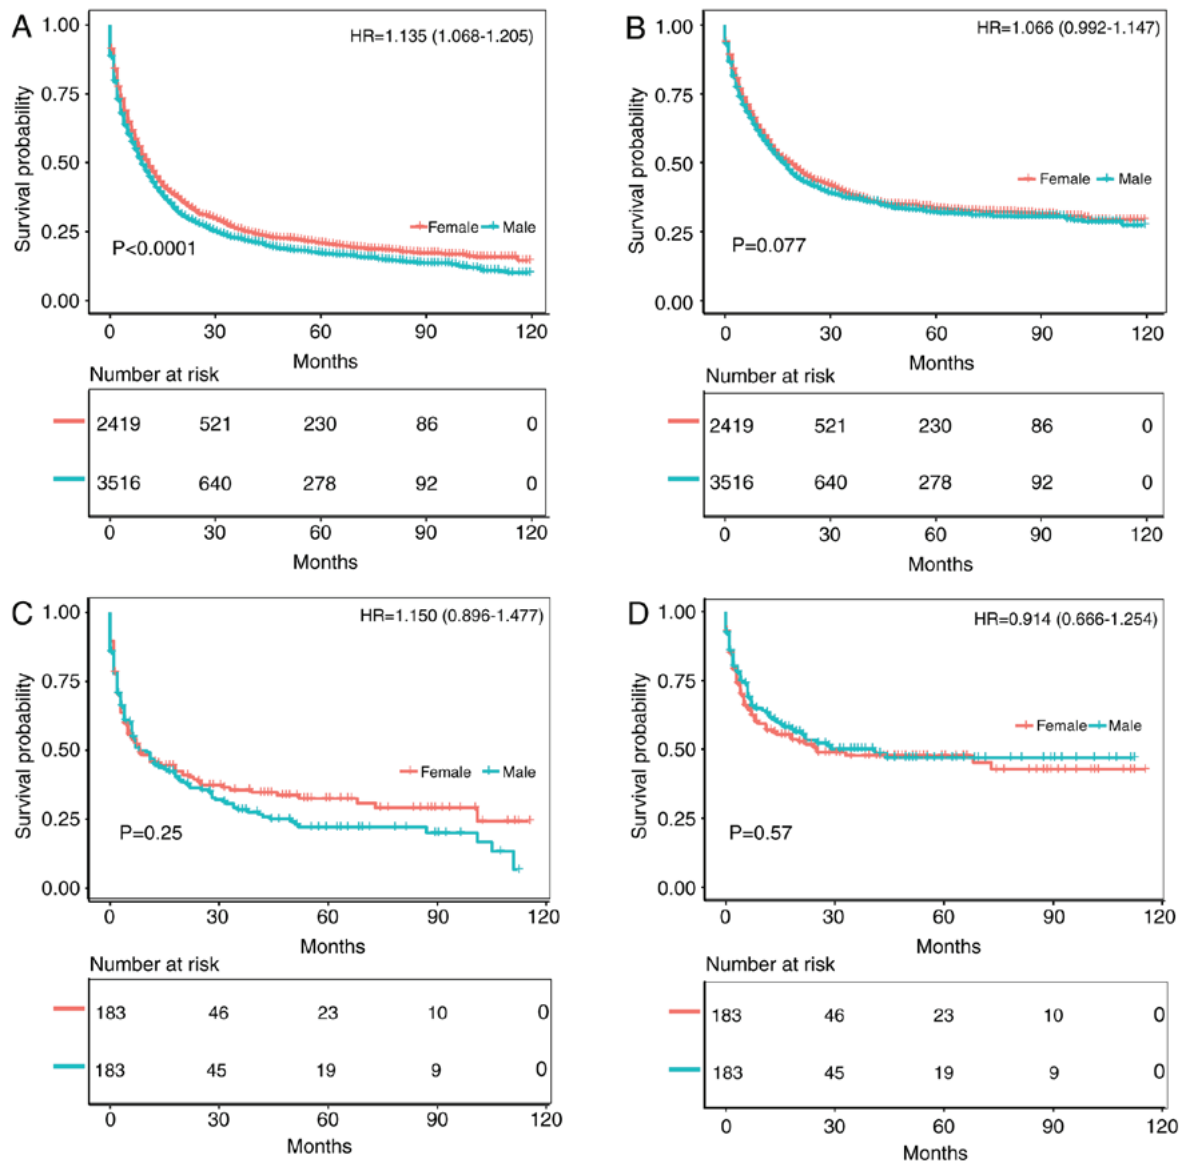 A
HR=1.135 (1.068-1.205)
Survival probability
1.00
0.75
0.50
0.25
0.00
Female Male
P<0.0001
0 30 60 90 120
Months
Number at risk
2419 521 230 86 0
3516 640 278 92 0
0 30 60 90 120
Months
B
HR=1.066 (0.992-1.147)
Survival probability
1.00
0.75
0.50
0.25
0.00
Female Male
P=0.077
0 30 60 90 120
Months
Number at risk
2419 521 230 86 0
3516 640 278 92 0
0 30 60 90 120
Months
C
HR=1.150 (0.896-1.477)
Survival probability
1.00
0.75
0.50
0.25
0.00
Female Male
P=0.25
0 30 60 90 120
Months
Number at risk
183 46 23 10 0
183 45 19 9 0
0 30 60 90 120
Months
D
HR=0.914 (0.666-1.254)
Survival probability
1.00
0.75
0.50
0.25
0.00
Female Male
P=0.57
0 30 60 90 120
Months
Number at risk
183 46 23 10 0
183 45 19 9 0
0 30 60 90 120
Months